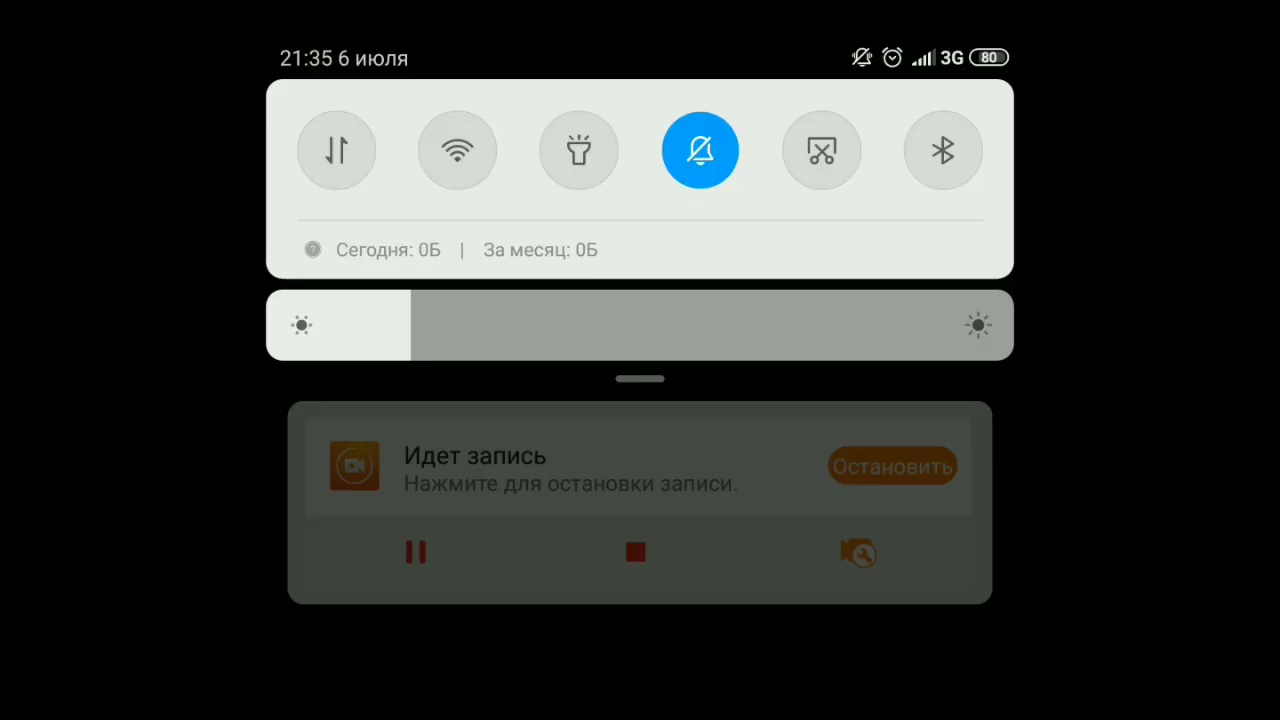 21:35 6 июля 3G 80
Сегодня: 0Б | За месяц: 0Б
Идет запись
Нажмите для остановки записи.
Остановить